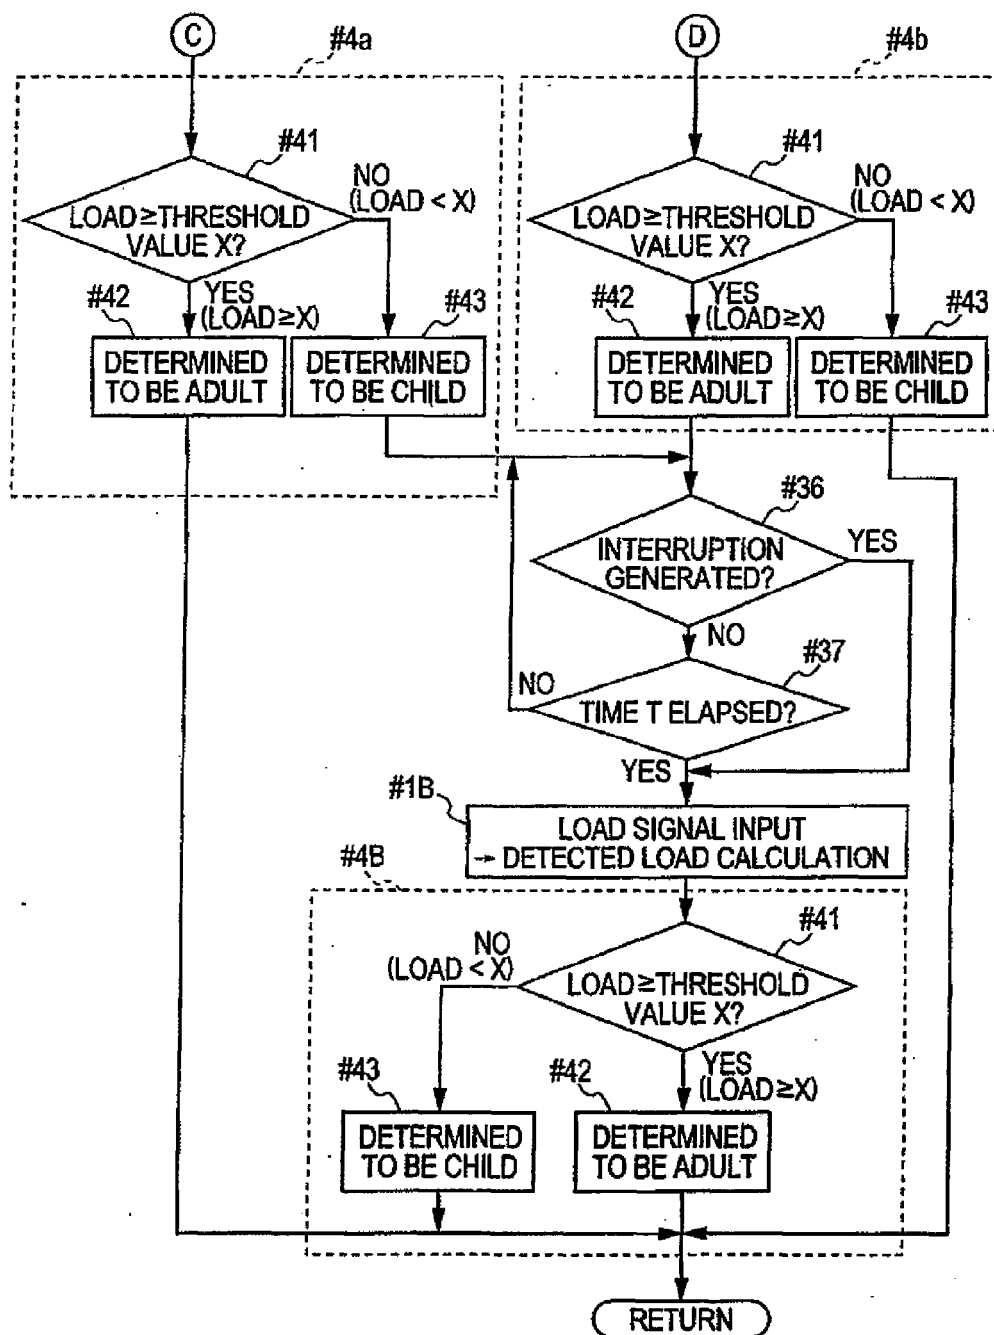 C
#4a
#41
NO
(LOAD < X)
LOAD≥THRESHOLD
VALUE X?
#42
YES
(LOAD≥X)
#43
DETERMINED
TO BE ADULT
DETERMINED
TO BE CHILD
D
#4b
#41
NO
(LOAD < X)
LOAD≥THRESHOLD
VALUE X?
#42
YES
(LOAD≥X)
#43
DETERMINED
TO BE ADULT
DETERMINED
TO BE CHILD
#36
INTERRUPTION
GENERATED?
YES
NO
#37
NO
TIME T ELAPSED?
YES
#1B
LOAD SIGNAL INPUT
→ DETECTED LOAD CALCULATION
#4B
#41
NO
(LOAD < X)
LOAD≥THRESHOLD
VALUE X?
#43
#42
YES
(LOAD≥X)
DETERMINED
TO BE CHILD
DETERMINED
TO BE ADULT
RETURN